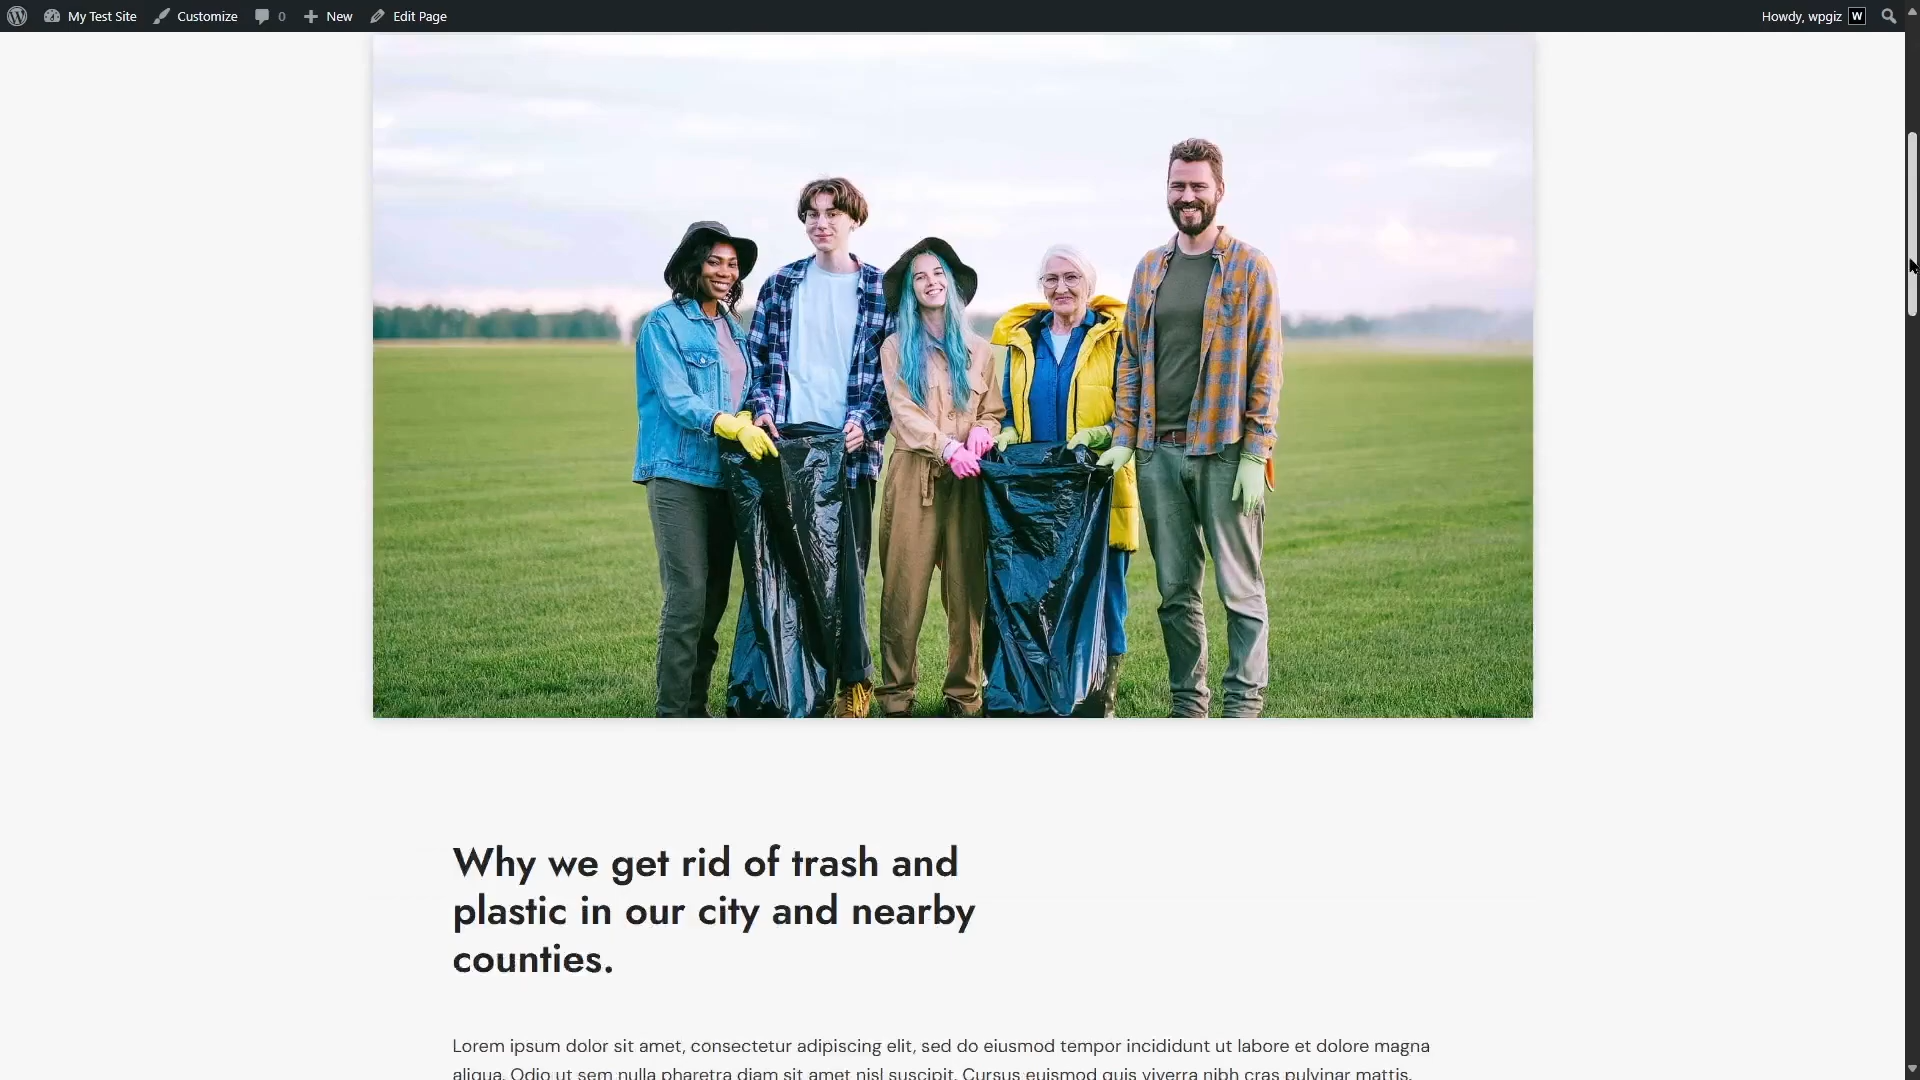 My Test Site Customize 0 New Edit Page Howdy, wpgiz W
Why we get rid of trash and
plastic in our city and nearby
counties.
Lorem ipsum dolor sit amet, consectetur adipiscing elit, sed do eiusmod tempor incididunt ut labore et dolore magna
aliqua. Odio ut sem nulla pharetra diam sit amet nisl suscipit. Cursus euismod quis viverra nibh cras pulvinar mattis.